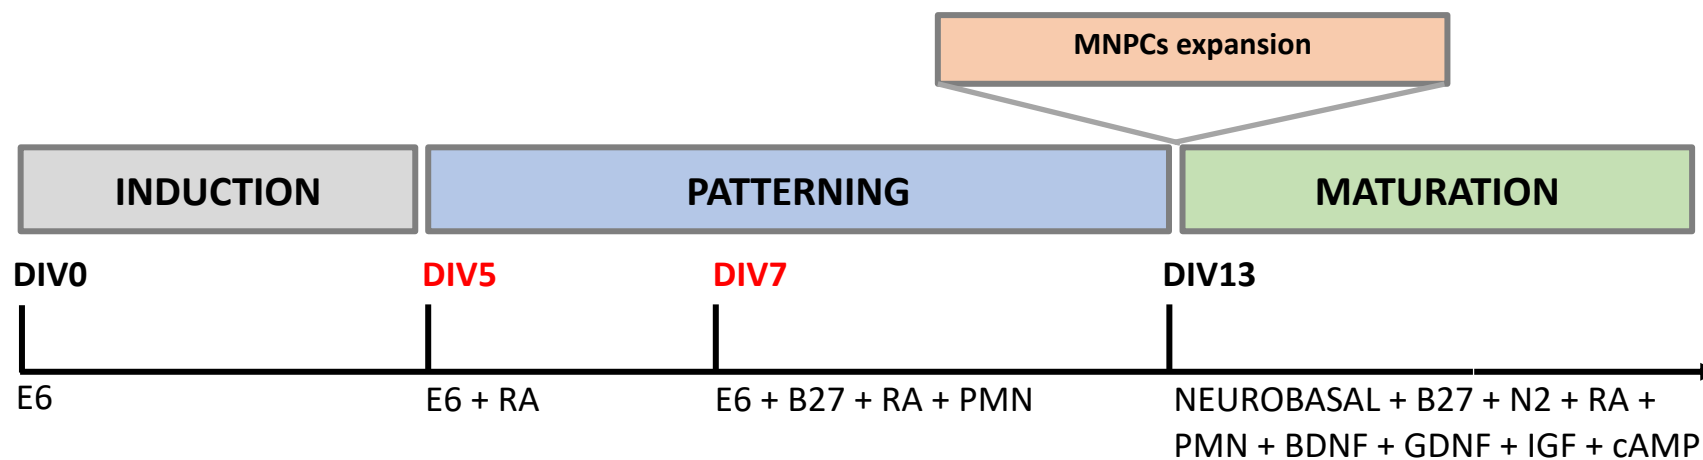 MNPCs expansion
INDUCTION
PATTERNING
MATURATION
DIV0
DIV5
DIV7
DIV13
E6
E6 + RA
E6 + B27 + RA + PMN
NEUROBASAL + B27 + N2 + RA +
PMN + BDNF + GDNF + IGF + cAMP